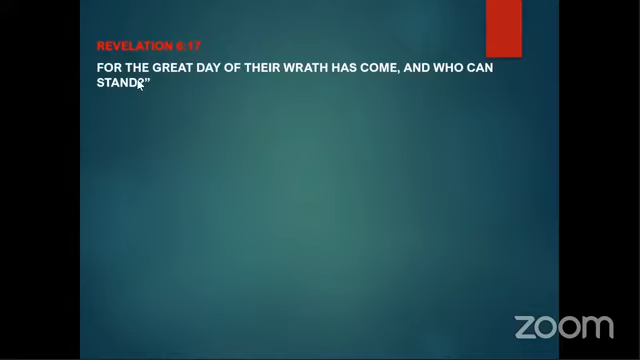 REVELATION 6:17
FOR THE GREAT DAY OF THEIR WRATH HAS COME, AND WHO CAN
STAND?”
zoom